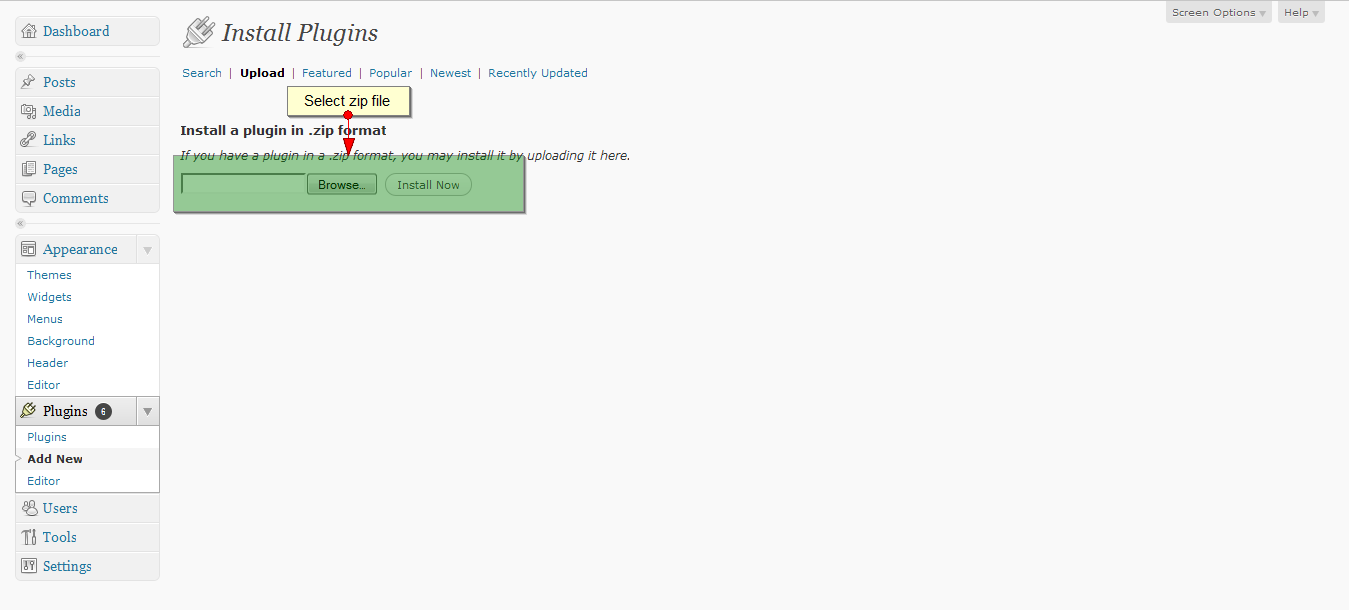 Screen Options
Help
Dashboard
Posts
Media
Links
Pages
Comments
Appearance
Themes
Widgets
Menus
Background
Header
Editor
Plugins 6
Plugins
Add New
Editor
Users
Tools
Settings
Install Plugins
Search | Upload | Featured | Popular | Newest | Recently Updated
Select zip file
Install a plugin in .zip format
If you have a plugin in a .zip format, you may install it by uploading it here.
Browse... Install Now